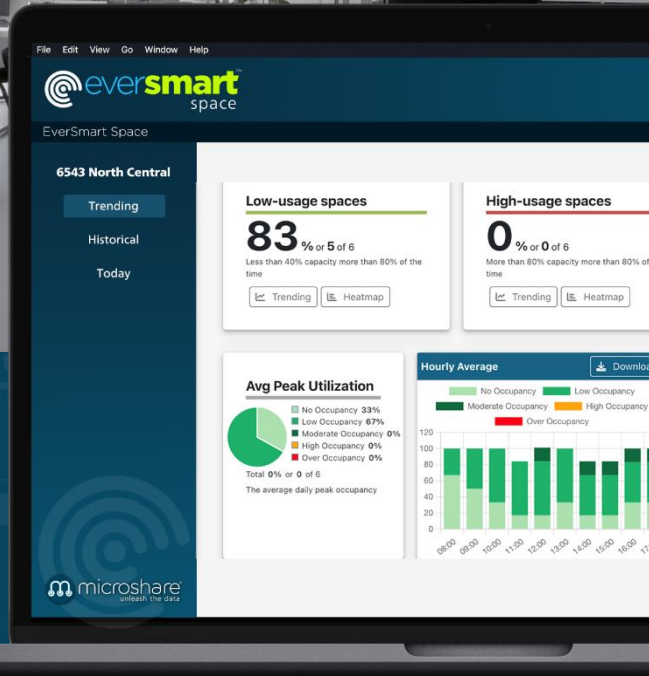 File Edit View Go Window Help
eversmart
space
EverSmart Space
6543 North Central
Trending
Historical
Today
Low-usage spaces
83 % or 5 of 6
Less than 40% capacity more than 80% of the
time
Trending Heatmap
High-usage spaces
0 % or 0 of 6
More than 80% capacity more than 80% of
time
Trending Heatmap
Avg Peak Utilization
No Occupancy 33%
Low Occupancy 67%
Moderate Occupancy 0%
High Occupancy 0%
Over Occupancy 0%
Total 0% or 0 of 6
The average daily peak occupancy
Hourly Average
No Occupancy Low Occupancy
Moderate Occupancy High Occupancy
Over Occupancy
120
100
80
60
40
20
0
08:00 09:00 10:00 11:00 12:00 13:00 14:00 15:00 16:00
microshare
unleash the data